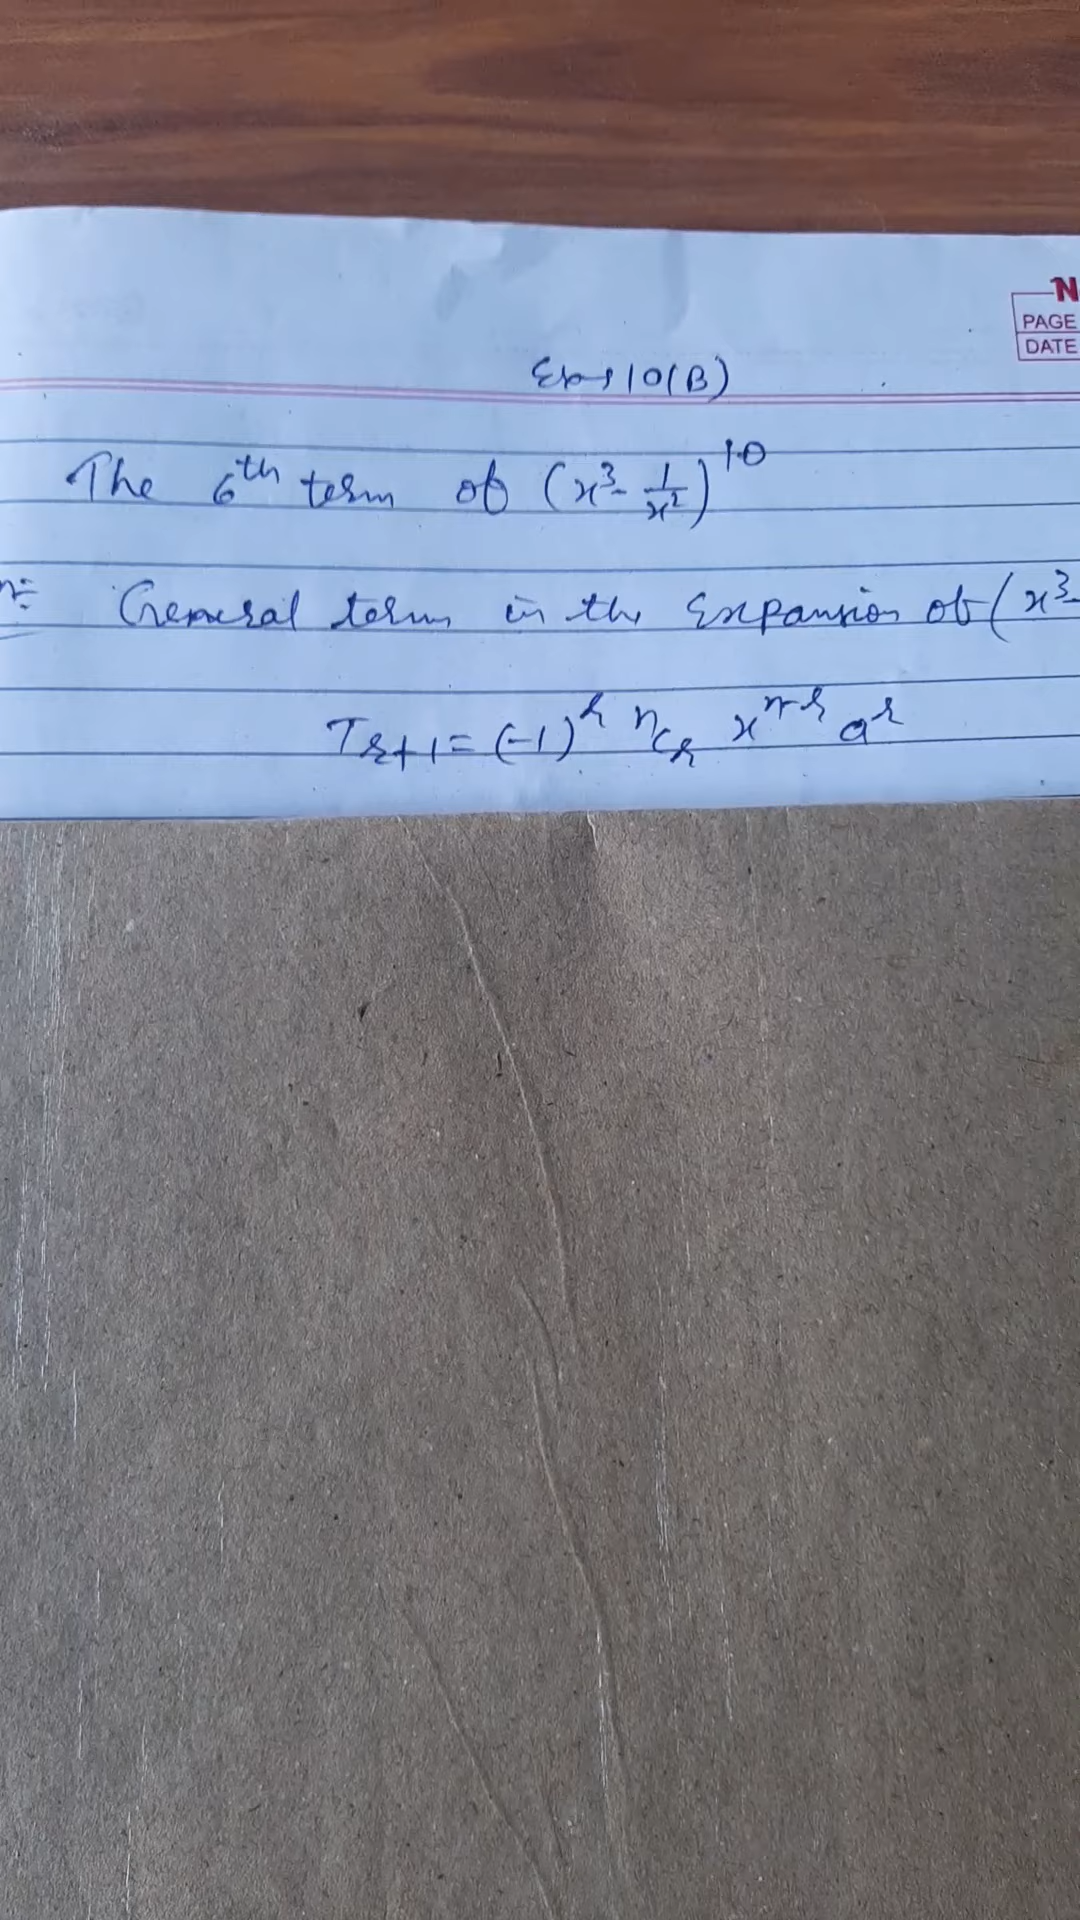 N
PAGE
DATE
Ex-10(B)
The 6th term of (x³ - 1/x²)^10
General term in the Expansion of (x³-
T_{r+1} = (-1)^r ⁿC_r x^{n-r} a^r